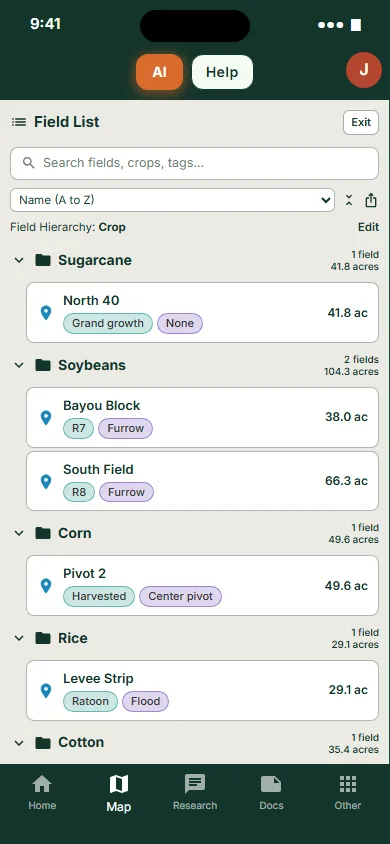 9:41
AI Help J
Field List Exit
Search fields, crops, tags...
Name (A to Z)
Field Hierarchy: Crop Edit
Sugarcane 1 field
41.8 acres
North 40 41.8 ac
Grand growth None
Soybeans 2 fields
104.3 acres
Bayou Block 38.0 ac
R7 Furrow
South Field 66.3 ac
R8 Furrow
Corn 1 field
49.6 acres
Pivot 2 49.6 ac
Harvested Center pivot
Rice 1 field
29.1 acres
Levee Strip 29.1 ac
Ratoon Flood
Cotton 1 field
35.4 acres
Home Map Research Docs Other